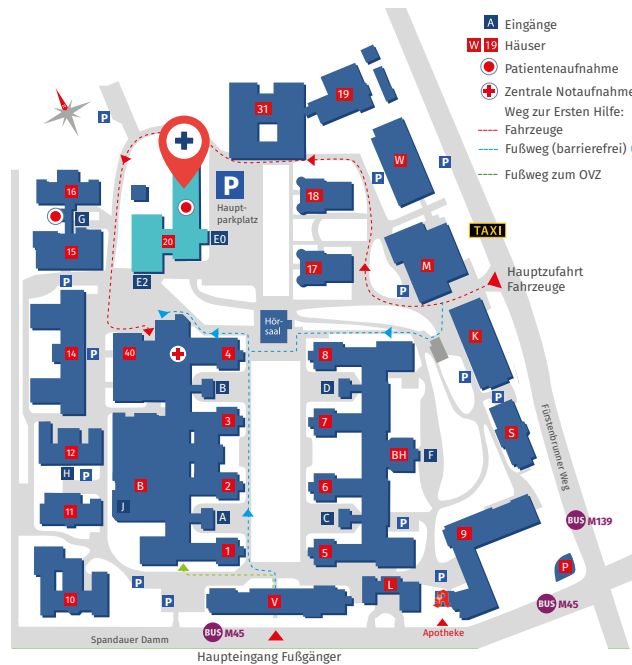 A Eingänge
W 19 Häuser
Patientenaufnahme
Zentrale Notaufnahme
Weg zur Ersten Hilfe:
Fahrzeuge
Fußweg (barrierefrei)
Fußweg zum OVZ
31
19
P
W
P
P
16
G
15
P
Haupt-
parkplatz
18
20
E0
E2
17
M
TAXI
Hauptzufahrt
Fahrzeuge
P
P
14
P
40
4
Hör-
saal
8
K
B
D
P
P
3
7
S
Fürstenbrunner Weg
12
H
P
B
J
2
BH
F
6
11
A
C
P
9
BUS M139
1
5
10
P
P
V
L
P
P
BUS M45
Apotheke
Spandauer Damm
BUS M45
Haupteingang Fußgänger